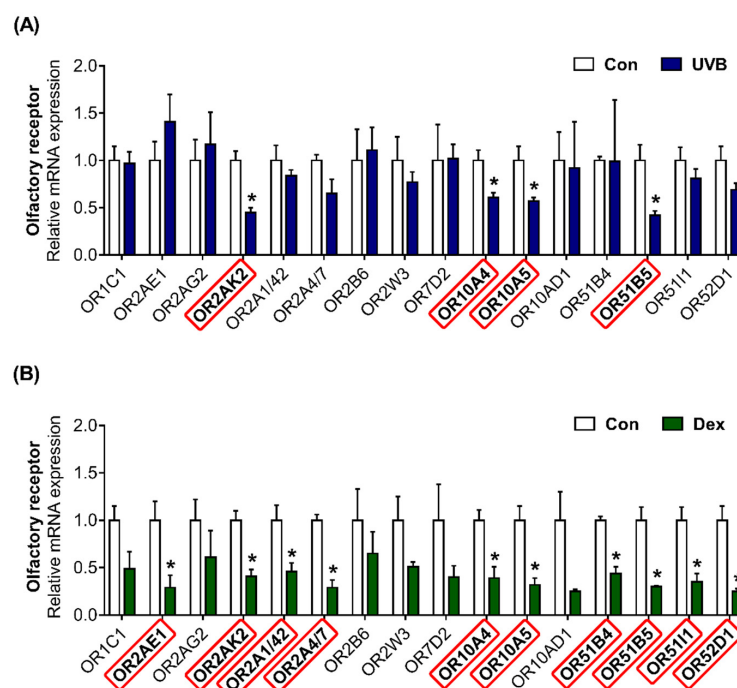 (A)
Con UVB
Olfactory receptor
Relative mRNA expression
2.0
1.5
1.0
0.5
0.0
* * * *
OR1C1 OR2AE1 OR2AG2 OR2AK2 OR2A1/42 OR2A4/7 OR2B6 OR2W3 OR7D2 OR10A4 OR10A5 OR10AD1 OR51B4 OR51B5 OR51I1 OR52D1
(B)
Con Dex
Olfactory receptor
Relative mRNA expression
2.0
1.5
1.0
0.5
0.0
* * * * * * * * * *
OR1C1 OR2AE1 OR2AG2 OR2AK2 OR2A1/42 OR2A4/7 OR2B6 OR2W3 OR7D2 OR10A4 OR10A5 OR10AD1 OR51B4 OR51B5 OR51I1 OR52D1